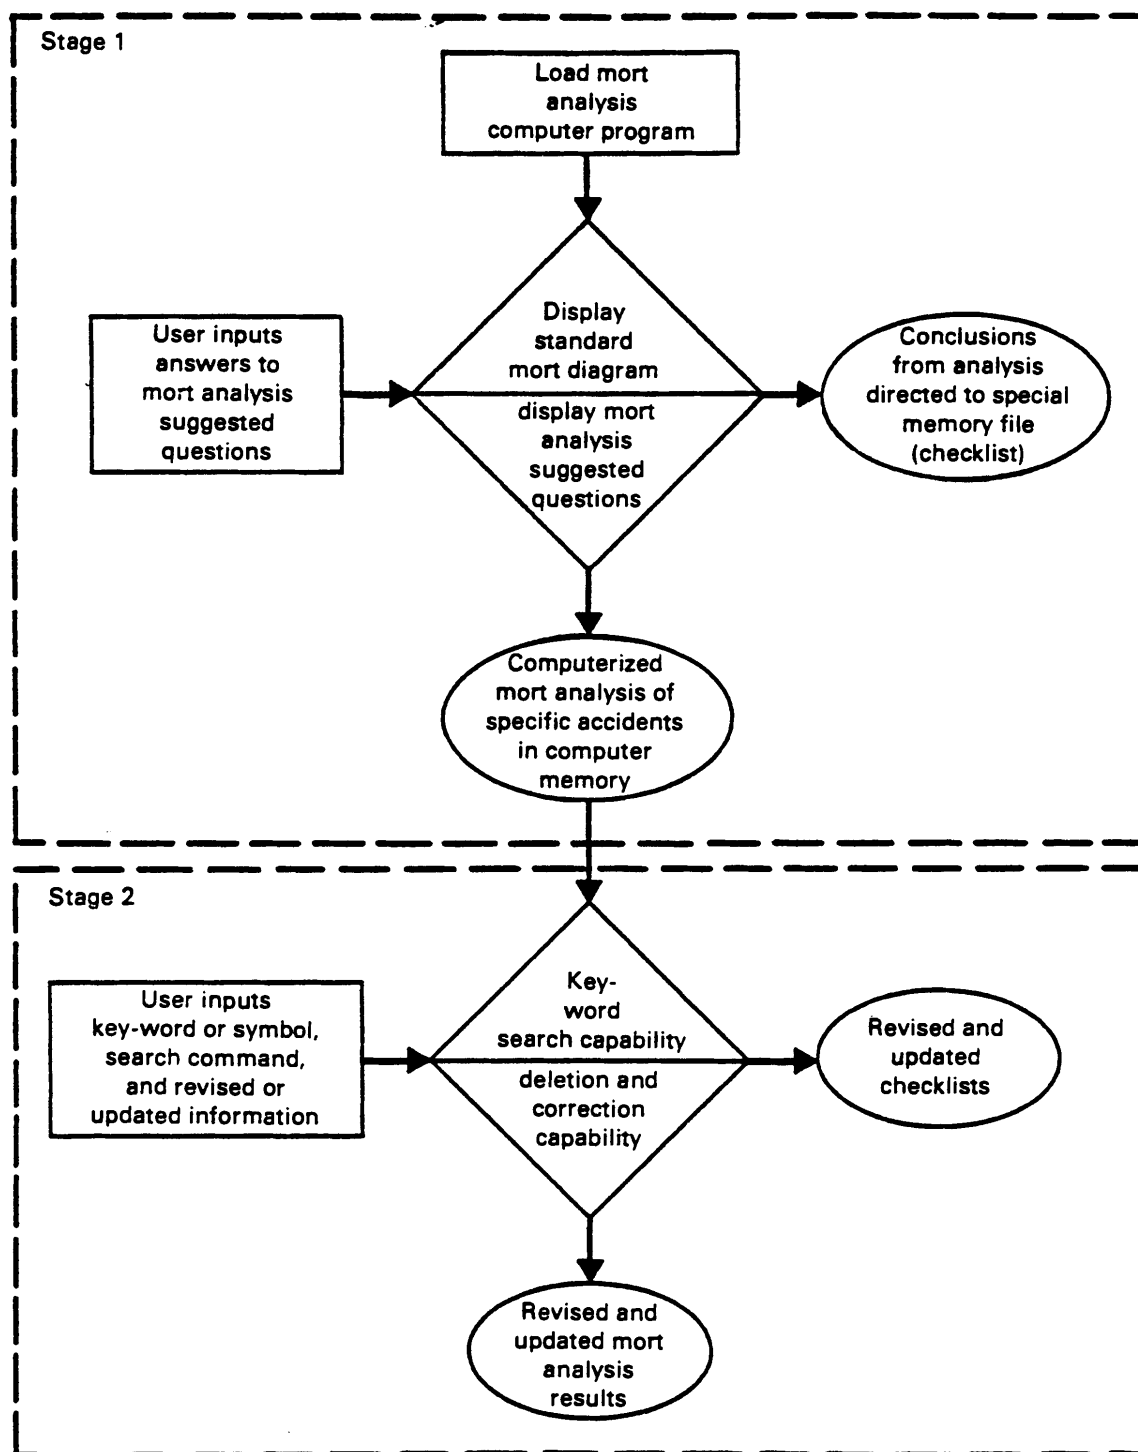 Stage 1
Load mort
analysis
computer program
Display
standard
mort diagram
display mort
analysis
suggested
questions
User inputs
answers to
mort analysis
suggested
questions
Conclusions
from analysis
directed to special
memory file
(checklist)
Computerized
mort analysis of
specific accidents
in computer
memory
Stage 2
User inputs
key-word or symbol,
search command,
and revised or
updated information
Key-
word
search capability
deletion and
correction
capability
Revised and
updated
checklists
Revised and
updated mort
analysis
results